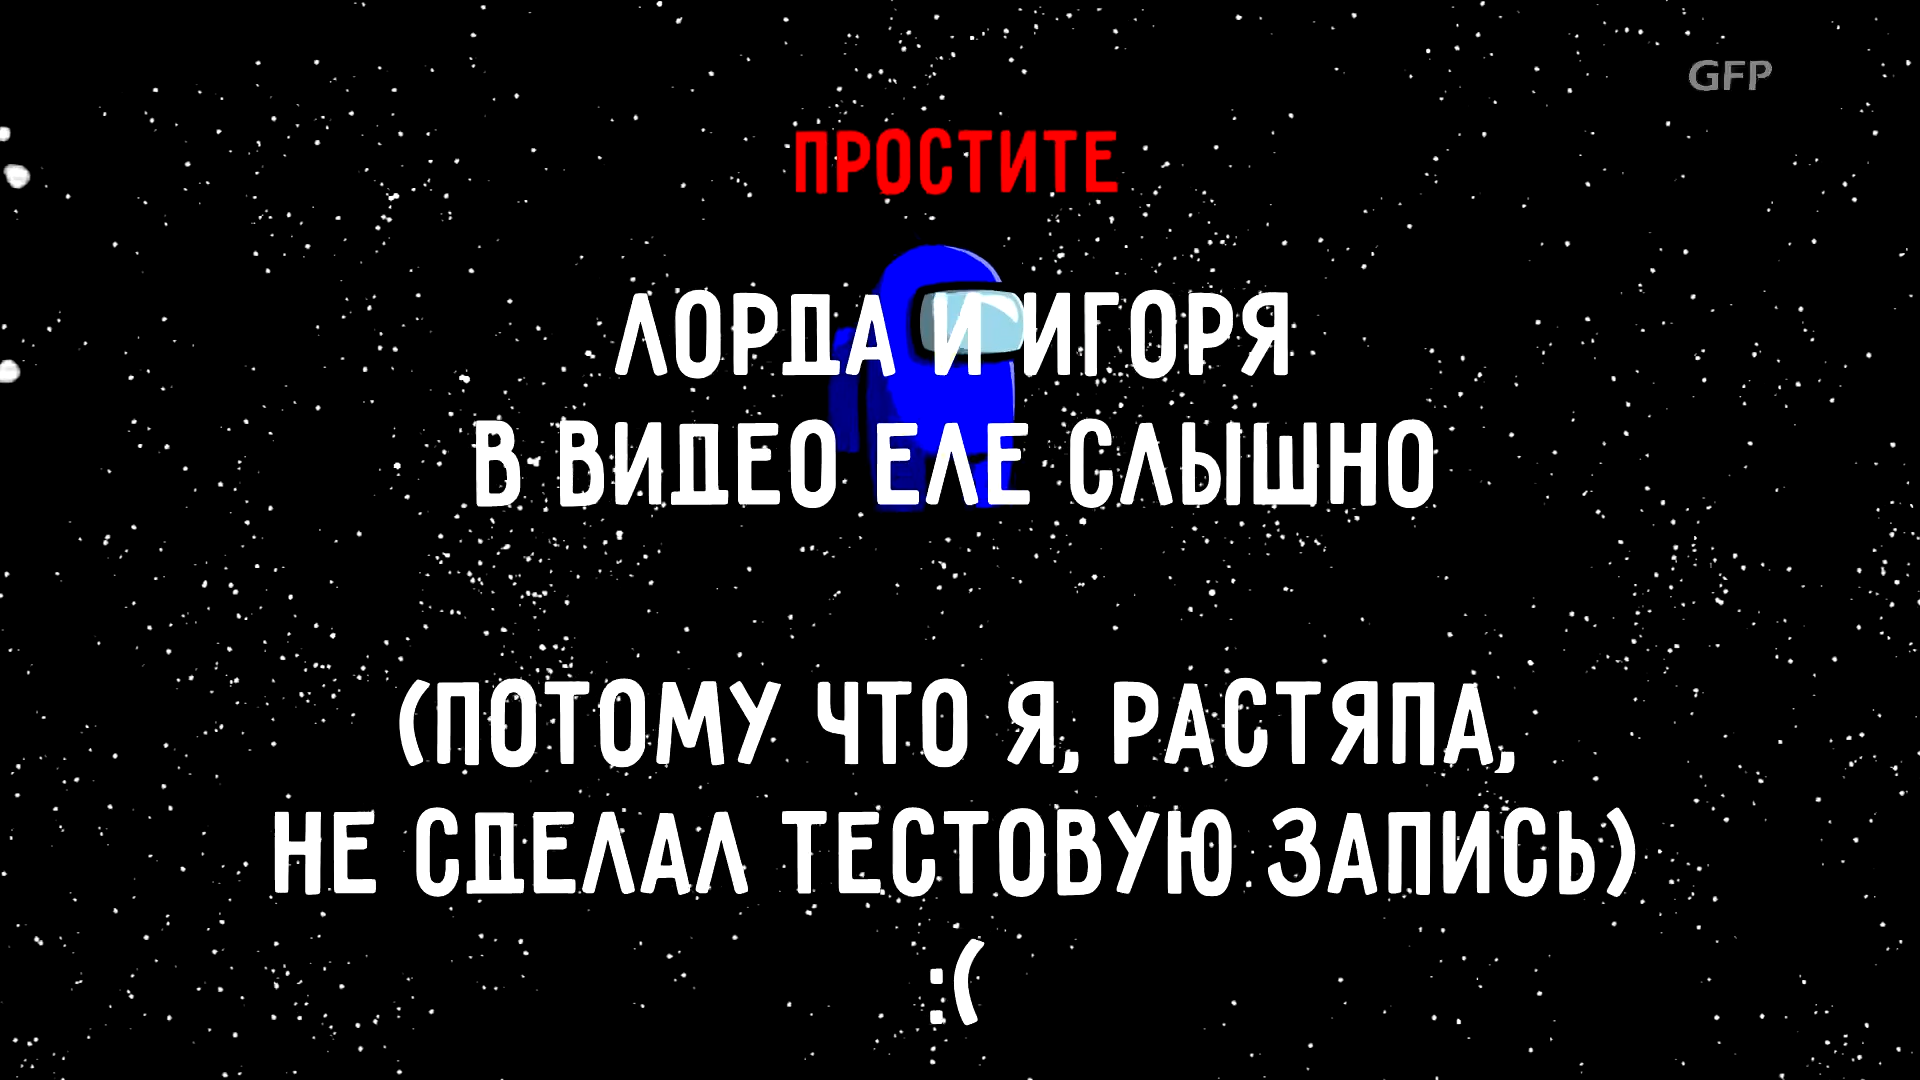 GFP
ПРОСТИТЕ
ЛОРДА И ИГОРЯ
В ВИДЕО ЕЛЕ СЛЫШНО
(ПОТОМУ ЧТО Я, РАСТЯПА,
НЕ СДЕЛАЛ ТЕСТОВУЮ ЗАПИСЬ)
:(